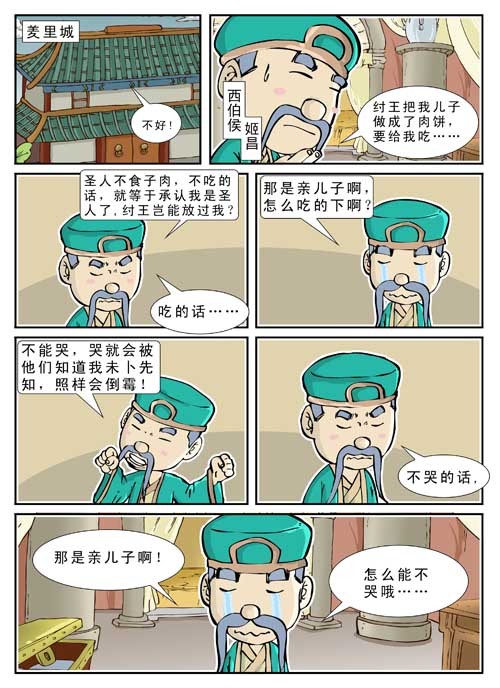 羑里城
不好！
西伯侯
姬昌
纣王把我儿子
做成了肉饼，
要给我吃……
圣人不食子肉，不吃的
话，就等于承认我是圣
人了，纣王岂能放过我？
吃的话……
那是亲儿子啊，
怎么吃的下啊？
不能哭，哭就会被
他们知道我未卜先
知，照样会倒霉！
不哭的话，
那是亲儿子啊！
怎么能不
哭哦……